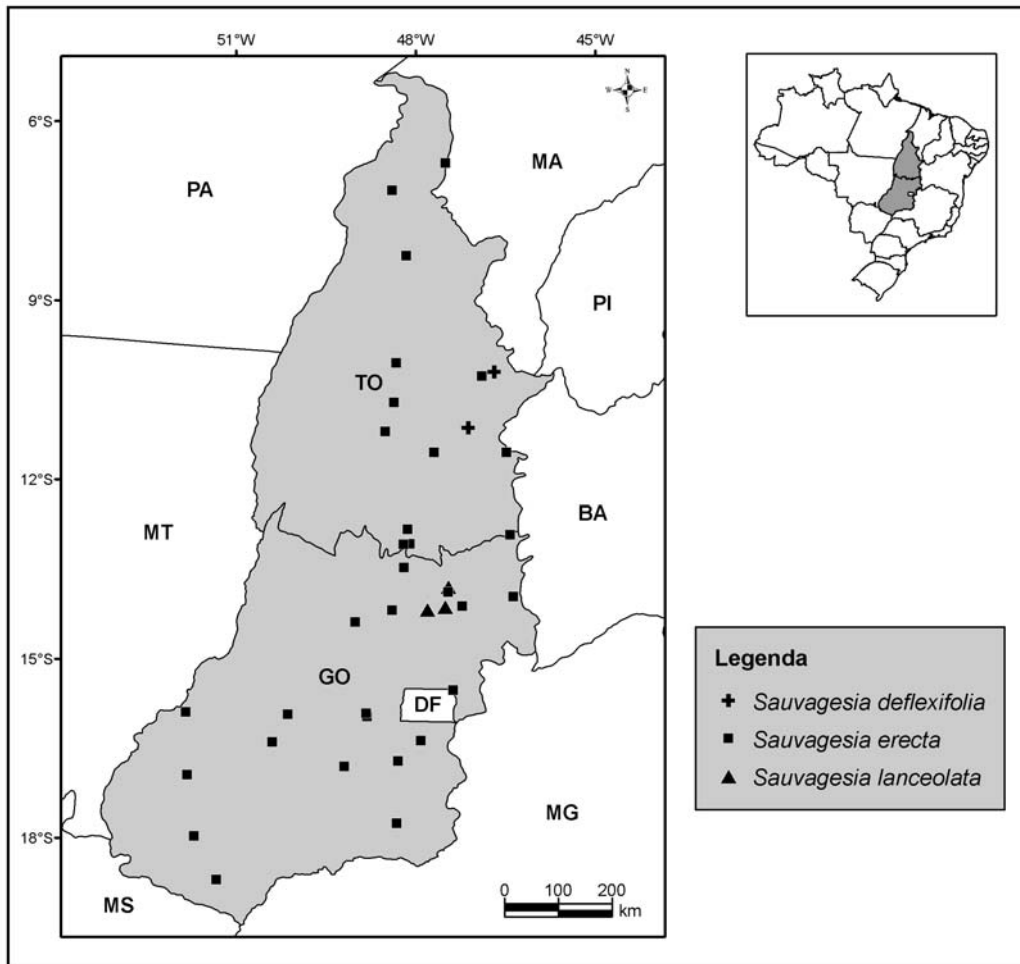 51°W 48°W 45°W
N
W E
S
6°S
PA
MA
9°S
PI
TO
12°S
MT
BA
15°S
GO
DF
Legenda
Sauvagesia deflexifolia
Sauvagesia erecta
Sauvagesia lanceolata
MG
18°S
MS
0 100 200
km